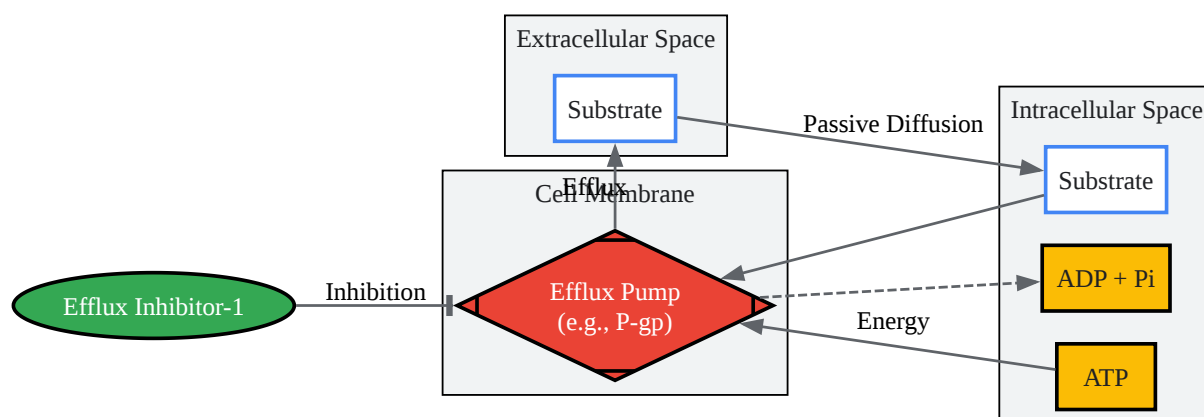 Extracellular Space
Substrate
Passive Diffusion
Intracellular Space
Substrate
Efflux
Cell Membrane
Efflux Inhibitor-1
Inhibition
Efflux Pump
(e.g., P-gp)
ADP + Pi
Energy
ATP